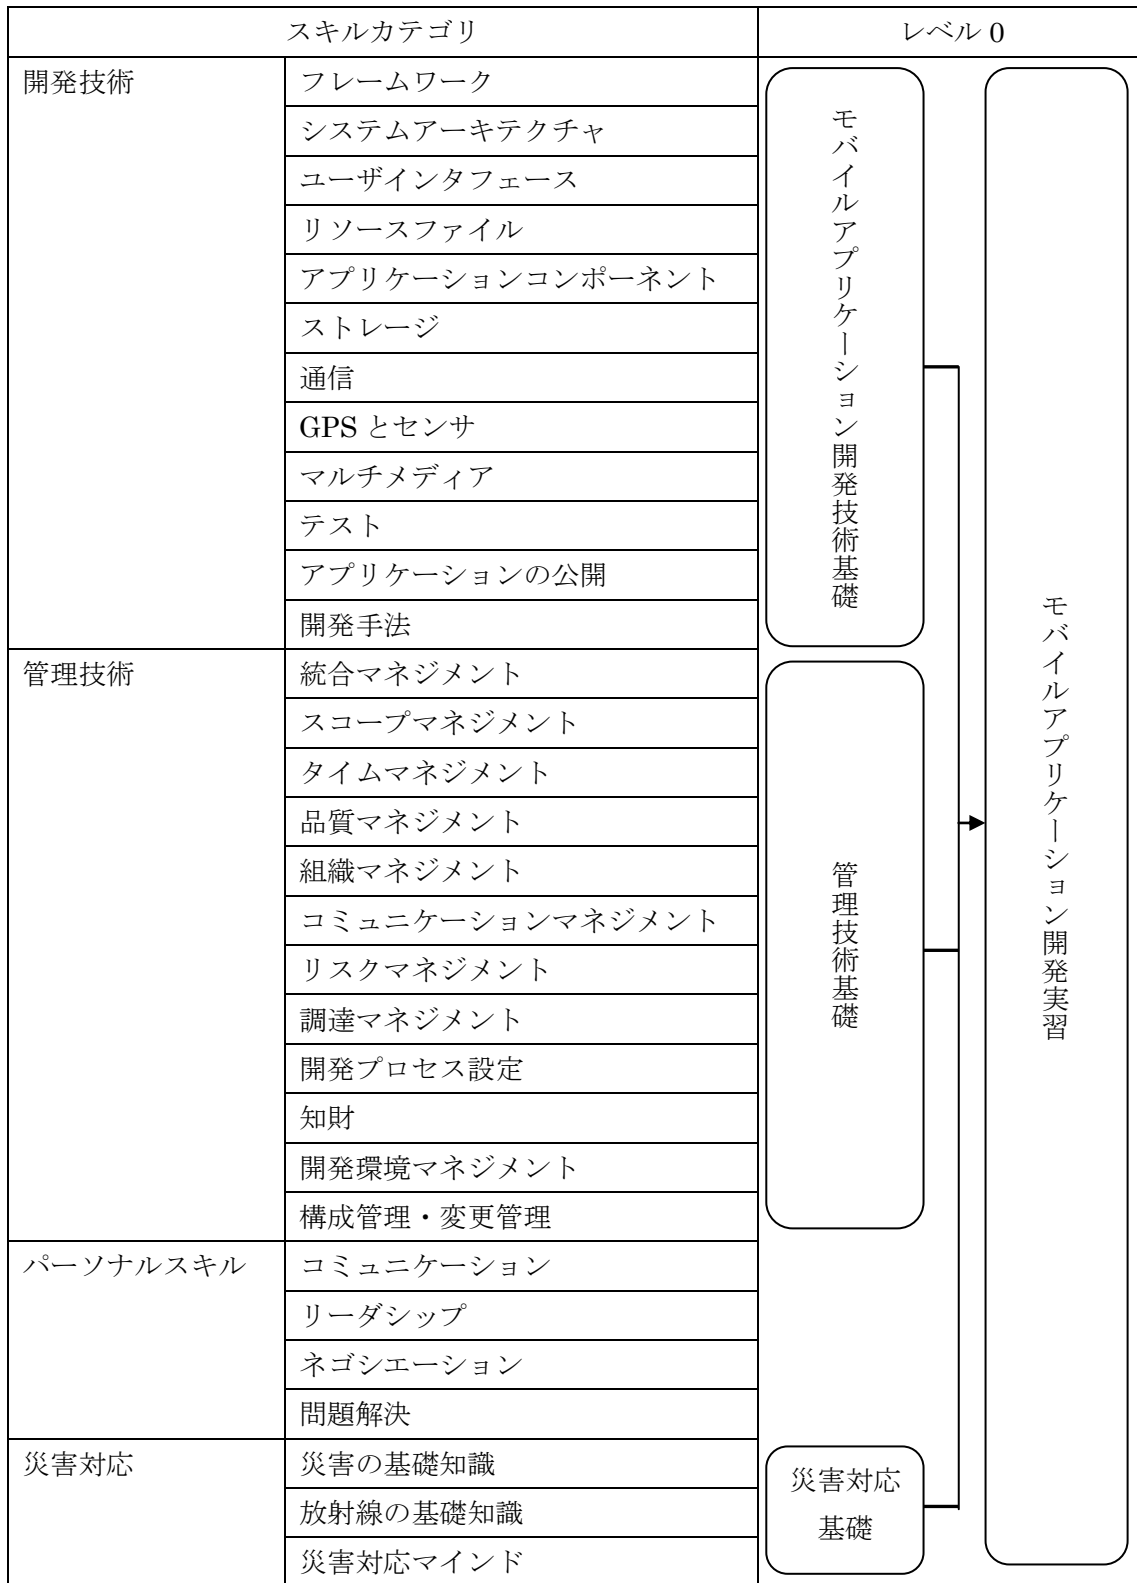 スキルカテゴリ
レベル 0
開発技術
フレームワーク
システムアーキテクチャ
ユーザインタフェース
リソースファイル
アプリケーションコンポーネント
ストレージ
通信
GPS とセンサ
マルチメディア
テスト
アプリケーションの公開
開発手法
管理技術
統合マネジメント
スコープマネジメント
タイムマネジメント
品質マネジメント
組織マネジメント
コミュニケーションマネジメント
リスクマネジメント
調達マネジメント
開発プロセス設定
知財
開発環境マネジメント
構成管理・変更管理
パーソナルスキル
コミュニケーション
リーダシップ
ネゴシエーション
問題解決
災害対応
災害の基礎知識
放射線の基礎知識
災害対応マインド
モバイルアプリケーション開発技術基礎
管理技術基礎
災害対応
基礎
モバイルアプリケーション開発実習